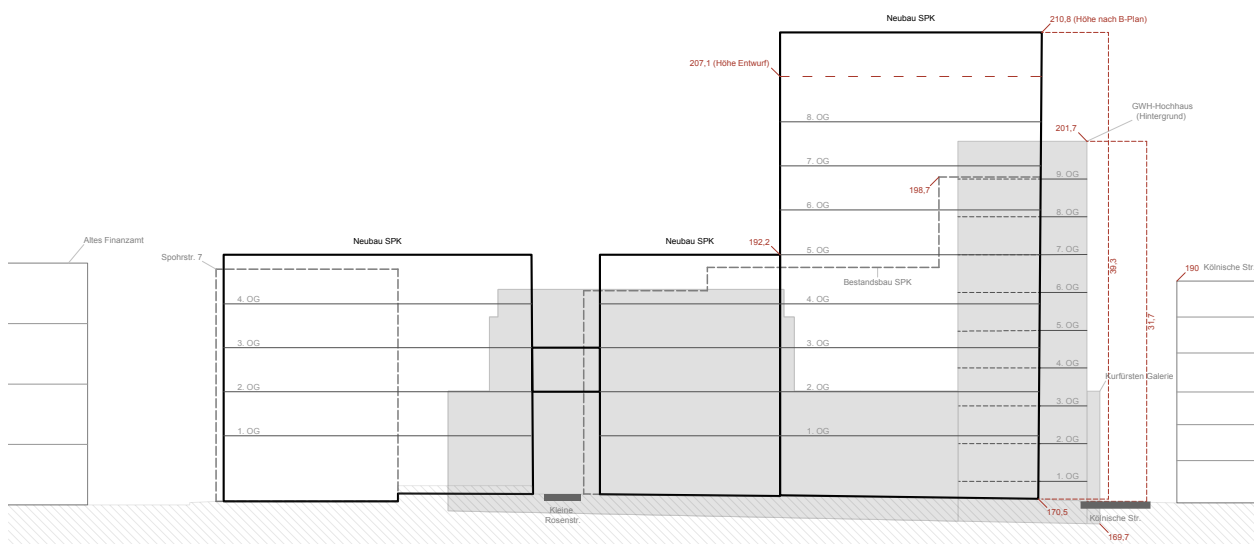 Neubau SPK
210,8 (Höhe nach B-Plan)
207,1 (Höhe Entwurf)
GWH-Hochhaus
(Hintergrund)
201,7
8. OG
7. OG
6. OG
5. OG
4. OG
3. OG
2. OG
1. OG
9. OG
8. OG
7. OG
6. OG
5. OG
4. OG
3. OG
2. OG
1. OG
198,7
Altes Finanzamt
Spohrstr. 7
Neubau SPK
Neubau SPK
192,2
39,3
31,7
190
Kölnische Str.
Bestandsbau SPK
4. OG
3. OG
2. OG
1. OG
Kurfürsten Galerie
Kleine
Rosenstr.
170,5
Kölnische Str.
169,7